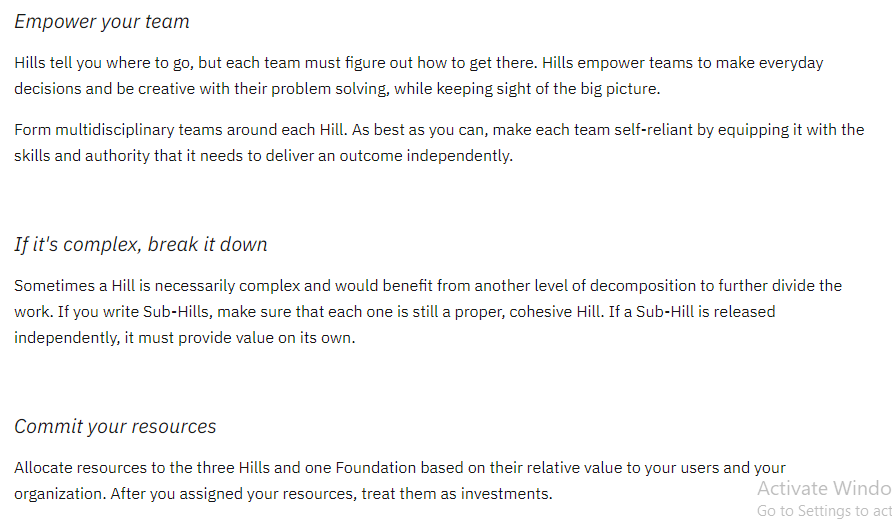 Empower your team
Hills tell you where to go, but each team must figure out how to get there. Hills empower teams to make everyday
decisions and be creative with their problem solving, while keeping sight of the big picture.
Form multidisciplinary teams around each Hill. As best as you can, make each team self-reliant by equipping it with the
skills and authority that it needs to deliver an outcome independently.
If it's complex, break it down
Sometimes a Hill is necessarily complex and would benefit from another level of decomposition to further divide the
work. If you write Sub-Hills, make sure that each one is still a proper, cohesive Hill. If a Sub-Hill is released
independently, it must provide value on its own.
Commit your resources
Allocate resources to the three Hills and one Foundation based on their relative value to your users and your
organization. After you assigned your resources, treat them as investments.
Activate Windo
Go to Settings to act